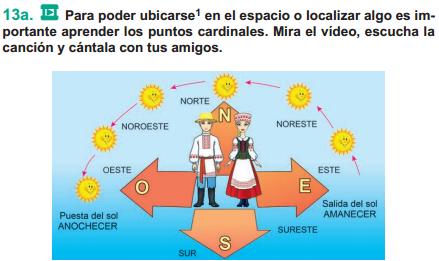 13a. Para poder ubicarse¹ en el espacio o localizar algo es im-
portante aprender los puntos cardinales. Mira el vídeo, escucha la
canción y cántala con tus amigos.
NORTE
N
NOROESTE
NORESTE
OESTE
ESTE
O
E
Puesta del sol
ANOCHECER
Salida del sol
AMANECER
SURESTE
S
SUR